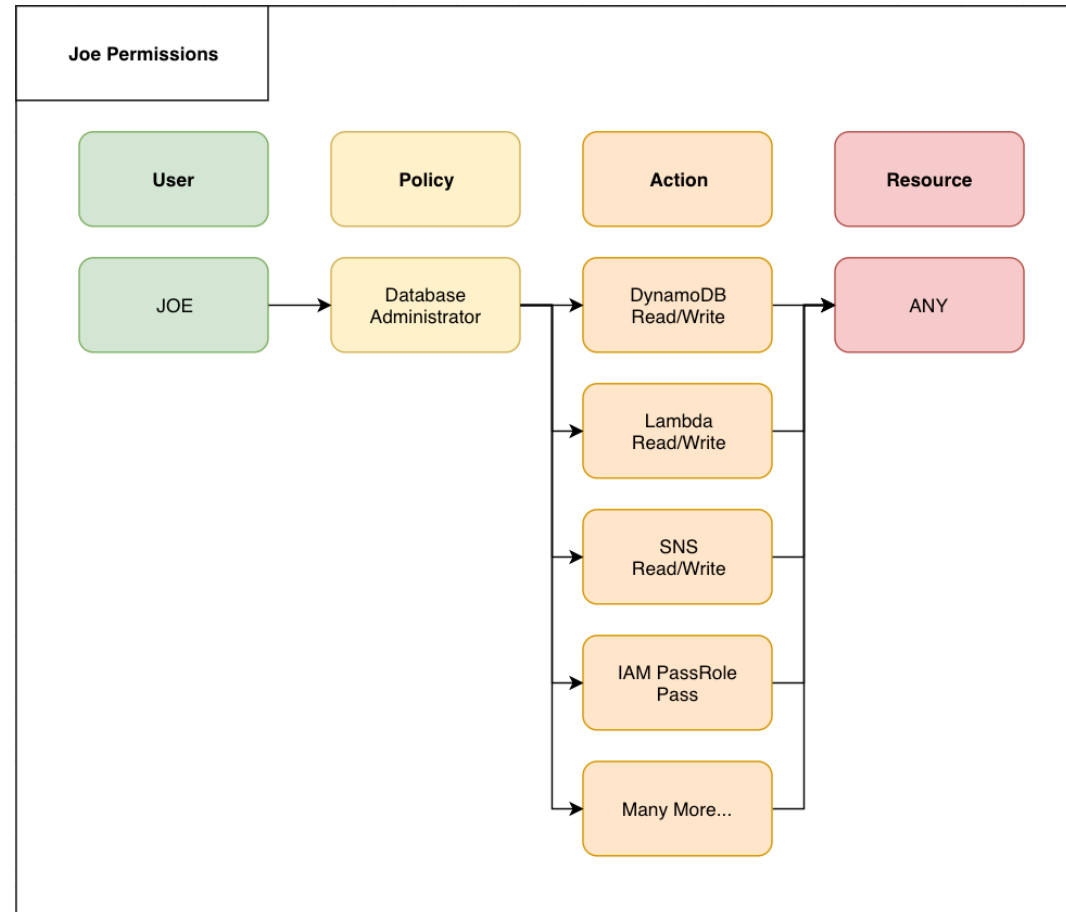 Joe Permissions
User
Policy
Action
Resource
JOE
Database
Administrator
DynamoDB
Read/Write
ANY
Lambda
Read/Write
SNS
Read/Write
IAM PassRole
Pass
Many More...